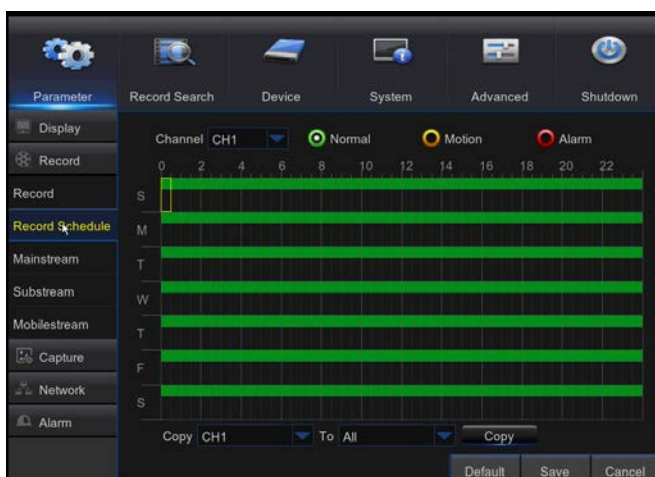 Parameter Record Search Device System Advanced Shutdown
Display
Record
Record
Record Schedule
Mainstream
Substream
Mobilestream
Capture
Network
Alarm
Channel CH1 Normal Motion Alarm
0 2 4 6 8 10 12 14 16 18 20 22
S
M
T
W
T
F
S
Copy CH1 To All Copy
Default Save Cancel